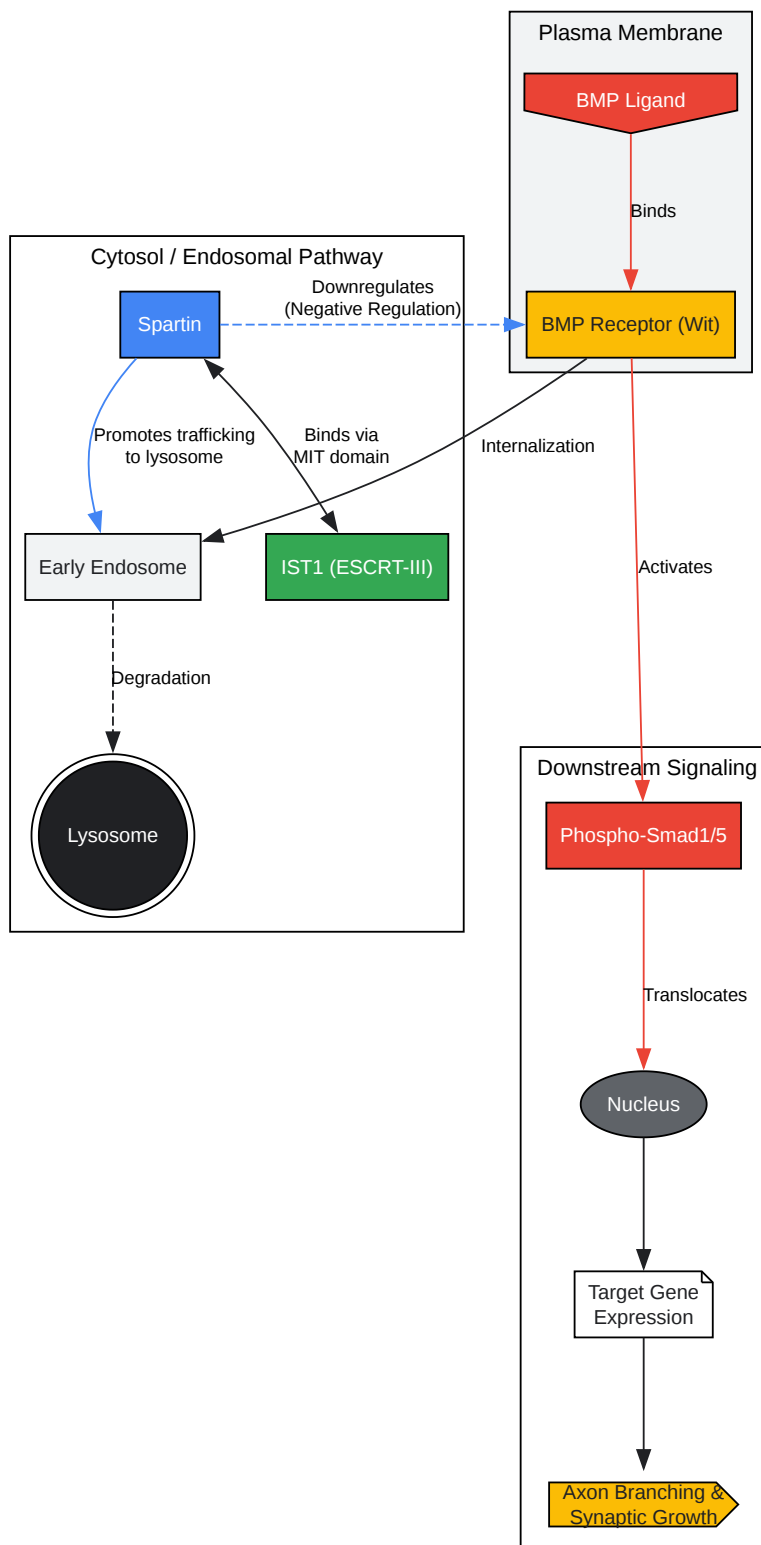 Plasma Membrane
BMP Ligand
Binds
Cytosol / Endosomal Pathway
Downregulates
(Negative Regulation)
Spartin
BMP Receptor (Wit)
Promotes trafficking
to lysosome
Binds via
MIT domain
Internalization
Early Endosome
IST1 (ESCRT-III)
Activates
Degradation
Downstream Signaling
Lysosome
Phospho-Smad1/5
Translocates
Nucleus
Target Gene
Expression
Axon Branching &
Synaptic Growth